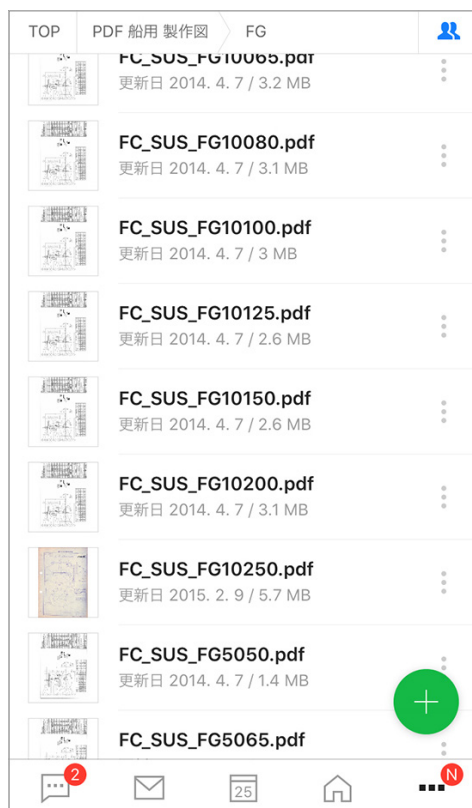 TOP
PDF 船用 製作図
FG
FC_SUS_FG10065.pdf
更新日 2014. 4. 7 / 3.2 MB
FC_SUS_FG10080.pdf
更新日 2014. 4. 7 / 3.1 MB
FC_SUS_FG10100.pdf
更新日 2014. 4. 7 / 3 MB
FC_SUS_FG10125.pdf
更新日 2014. 4. 7 / 2.6 MB
FC_SUS_FG10150.pdf
更新日 2014. 4. 7 / 2.6 MB
FC_SUS_FG10200.pdf
更新日 2014. 4. 7 / 3.1 MB
FC_SUS_FG10250.pdf
更新日 2015. 2. 9 / 5.7 MB
FC_SUS_FG5050.pdf
更新日 2014. 4. 7 / 1.4 MB
FC_SUS_FG5065.pdf
2
25
N